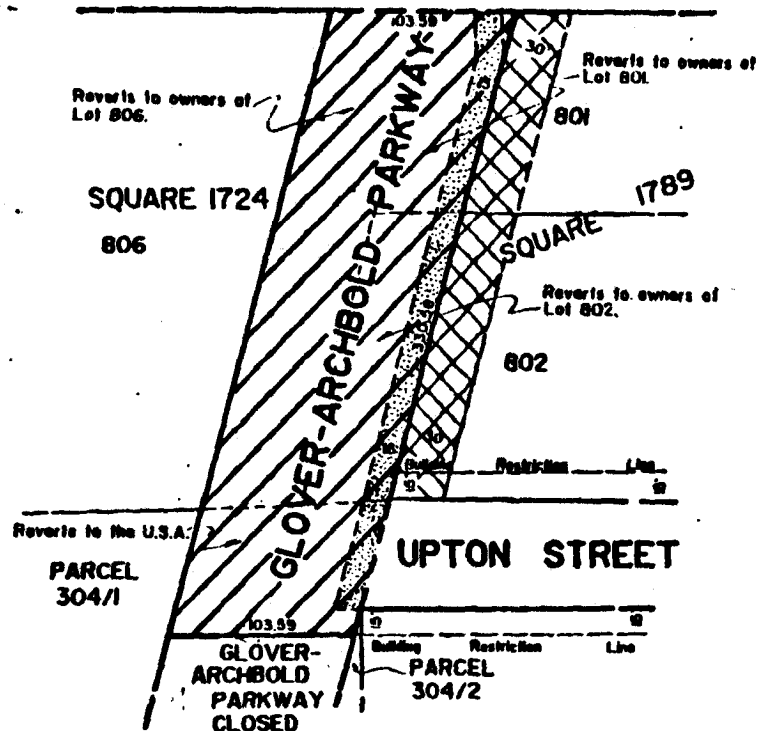 103.59
30
Reverts to owners of
Lot 801.
Reverts to owners of
Lot 806.
801
GLOVER-ARCHBOLD PARKWAY
SQUARE 1724
806
SQUARE 1789
Reverts to owners of
Lot 802.
802
Building Restriction Line
15
Reverts to the U.S.A.
PARCEL
304/1
UPTON STREET
103.59
15
Building Restriction Line
GLOVER-
ARCHBOLD
PARKWAY
CLOSED
PARCEL
304/2